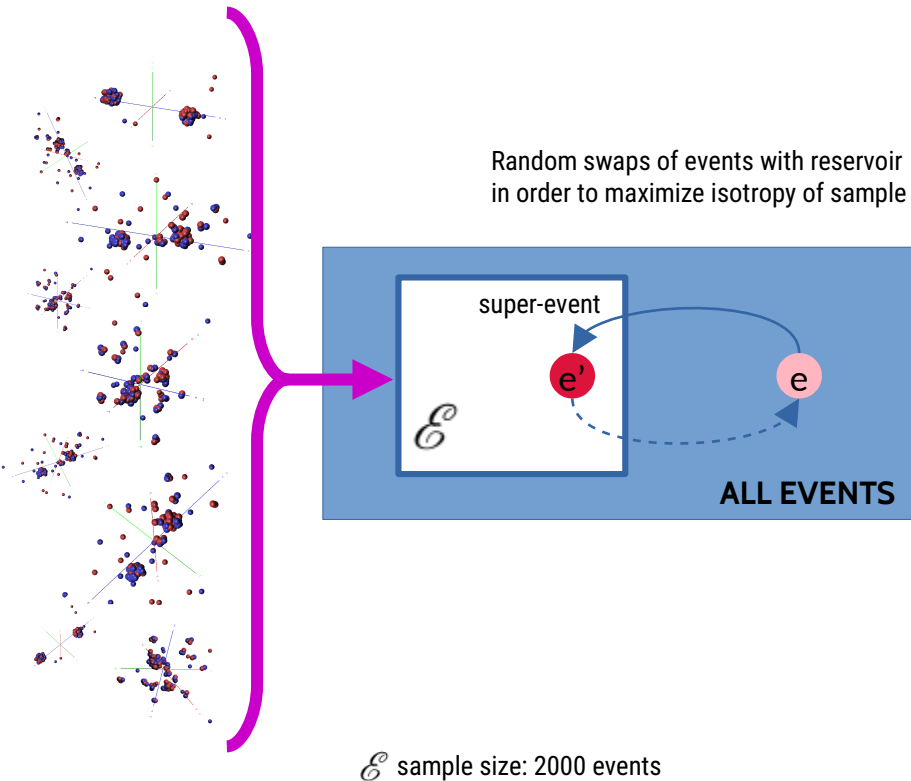 Random swaps of events with reservoir
in order to maximize isotropy of sample
super-event
e’
e
ℰ
ALL EVENTS
ℰ sample size: 2000 events